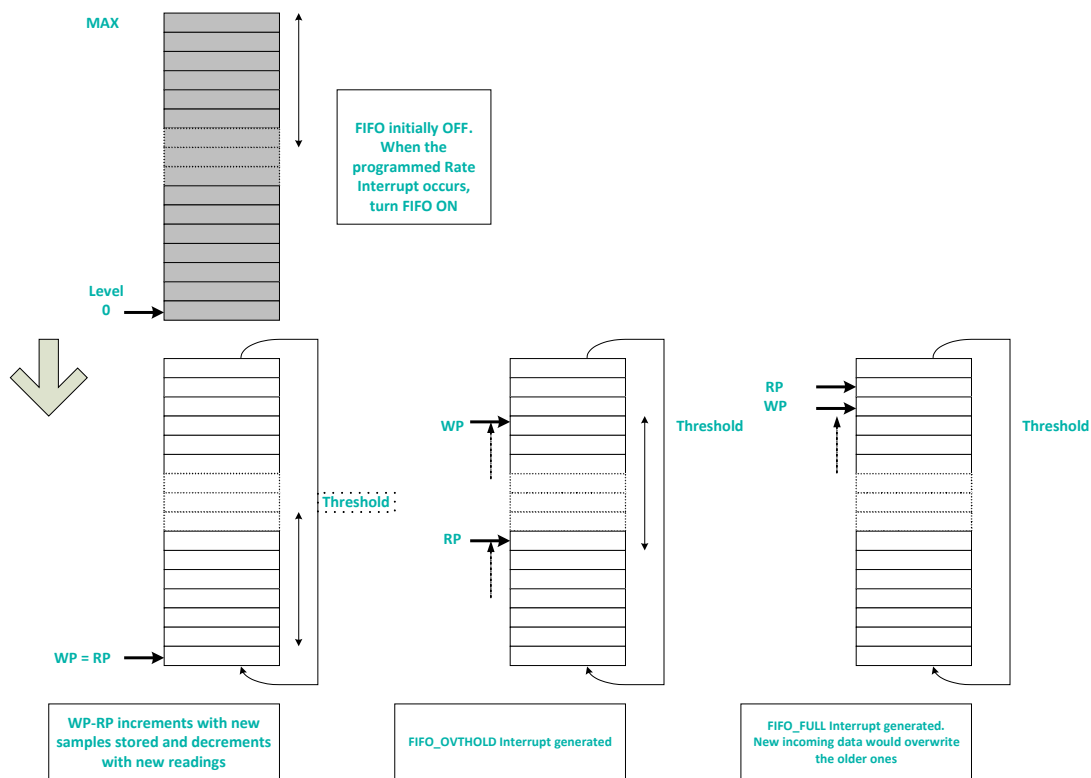 MAX
FIFO initially OFF.
When the
programmed Rate
Interrupt occurs,
turn FIFO ON
Level
0
RP
WP
WP
Threshold
Threshold
Threshold
RP
WP = RP
WP-RP increments with new
samples stored and decrements
with new readings
FIFO_OVTHOLD Interrupt generated
FIFO_FULL Interrupt generated.
New incoming data would overwrite
the older ones